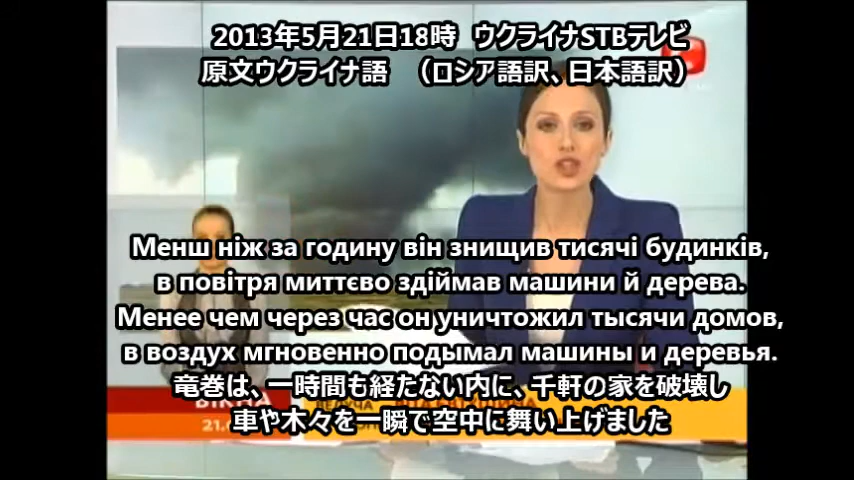 2013年5月21日18時 ウクライナSTBテレビ
原文ウクライナ語 （ロシア語訳、日本語訳）
Менш ніж за годину він знищив тисячі будинків,
в повітря миттєво здіймав машини й дерева.
Менее чем через час он уничтожил тысячи домов,
в воздух мгновенно подымал машины и деревья.
竜巻は、一時間も経たない内に、千軒の家を破壊し
車や木々を一瞬で空中に舞い上げました
ВІКНА